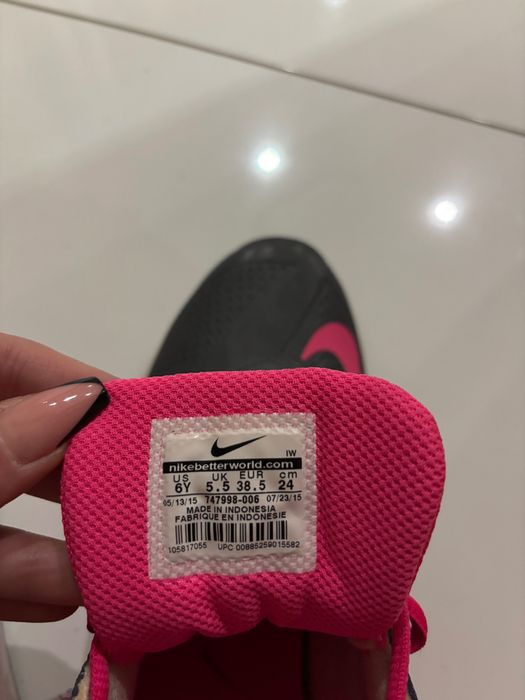 IW
nikebetterworld.com
US UK EUR cm
6Y 5.5 38.5 24
05/13/15 747998-006 07/23/15
MADE IN INDONESIA
FABRIQUE EN INDONESIE
105817055 UPC 00885259015582